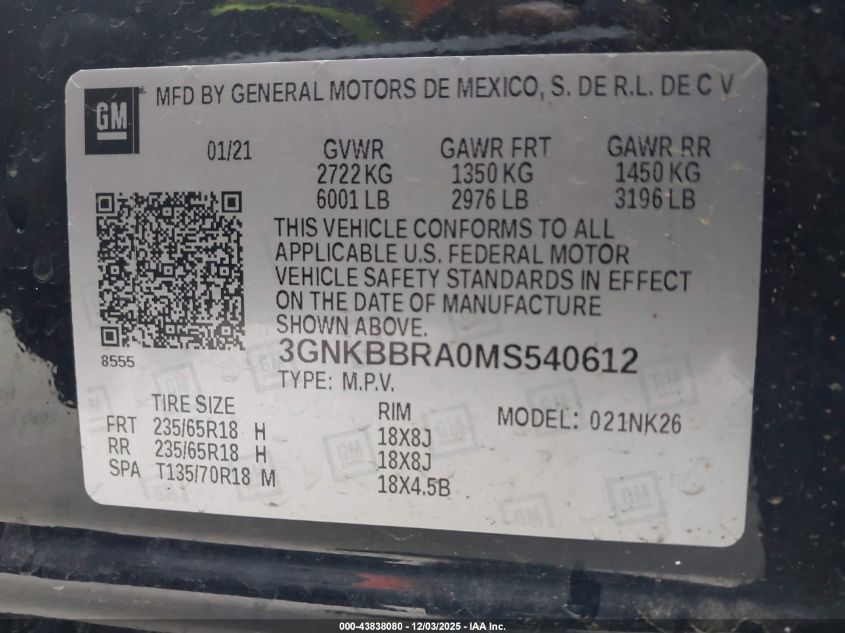 GM
MFD BY GENERAL MOTORS DE MEXICO, S. DE R.L. DE C V
01/21 GVWR GAWR FRT GAWR RR
2722 KG 1350 KG 1450 KG
6001 LB 2976 LB 3196 LB
THIS VEHICLE CONFORMS TO ALL
APPLICABLE U.S. FEDERAL MOTOR
VEHICLE SAFETY STANDARDS IN EFFECT
ON THE DATE OF MANUFACTURE
SHOWN ABOVE.
8555
3GNKBBRA0MS540612
TYPE: M.P.V.
TIRE SIZE RIM MODEL: 021NK26
FRT 235/65R18 H 18X8J
RR 235/65R18 H 18X8J
SPA T135/70R18 M 18X4.5B
000-43838080 - 12/03/2025 - IAA, Inc.